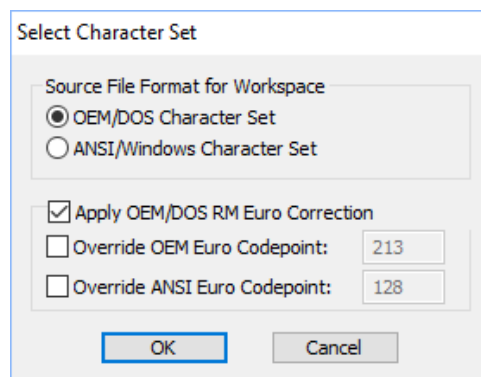 Select Character Set
Source File Format for Workspace
OEM/DOS Character Set
ANSI/Windows Character Set
Apply OEM/DOS RM Euro Correction
Override OEM Euro Codepoint: 213
Override ANSI Euro Codepoint: 128
OK Cancel